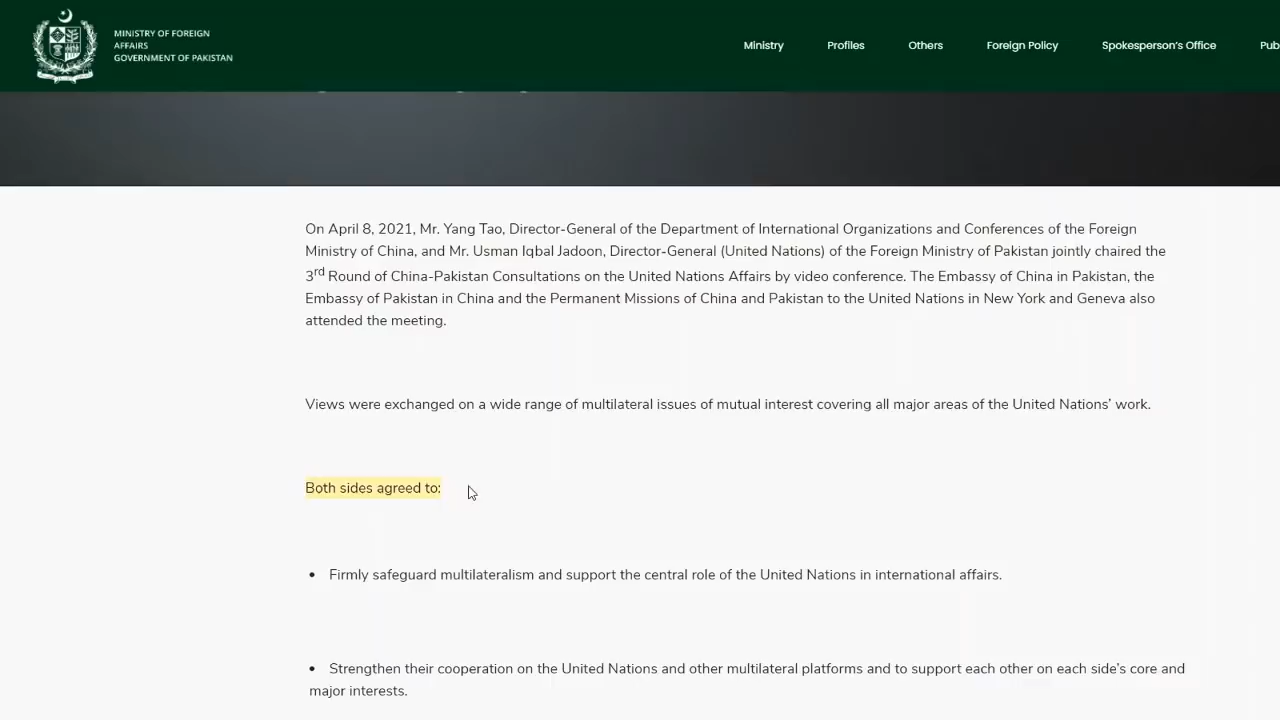 MINISTRY OF FOREIGN
AFFAIRS
GOVERNMENT OF PAKISTAN
Ministry
Profiles
Others
Foreign Policy
Spokesperson's Office
On April 8, 2021, Mr. Yang Tao, Director-General of the Department of International Organizations and Conferences of the Foreign
Ministry of China, and Mr. Usman Iqbal Jadoon, Director-General (United Nations) of the Foreign Ministry of Pakistan jointly chaired the
3rd Round of China-Pakistan Consultations on the United Nations Affairs by video conference. The Embassy of China in Pakistan, the
Embassy of Pakistan in China and the Permanent Missions of China and Pakistan to the United Nations in New York and Geneva also
attended the meeting.
Views were exchanged on a wide range of multilateral issues of mutual interest covering all major areas of the United Nations’ work.
Both sides agreed to:
• Firmly safeguard multilateralism and support the central role of the United Nations in international affairs.
• Strengthen their cooperation on the United Nations and other multilateral platforms and to support each other on each side’s core and
major interests.